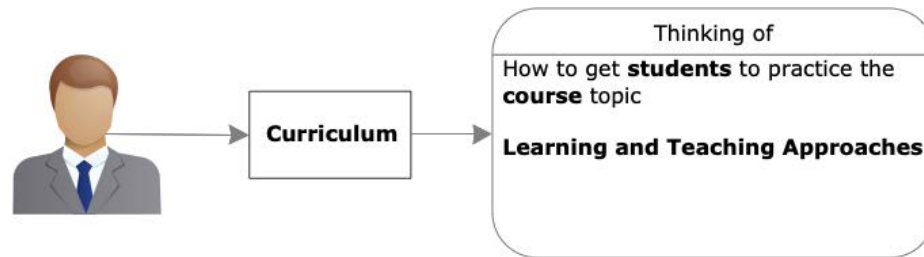 Curriculum
Thinking of
How to get students to practice the
course topic
Learning and Teaching Approaches